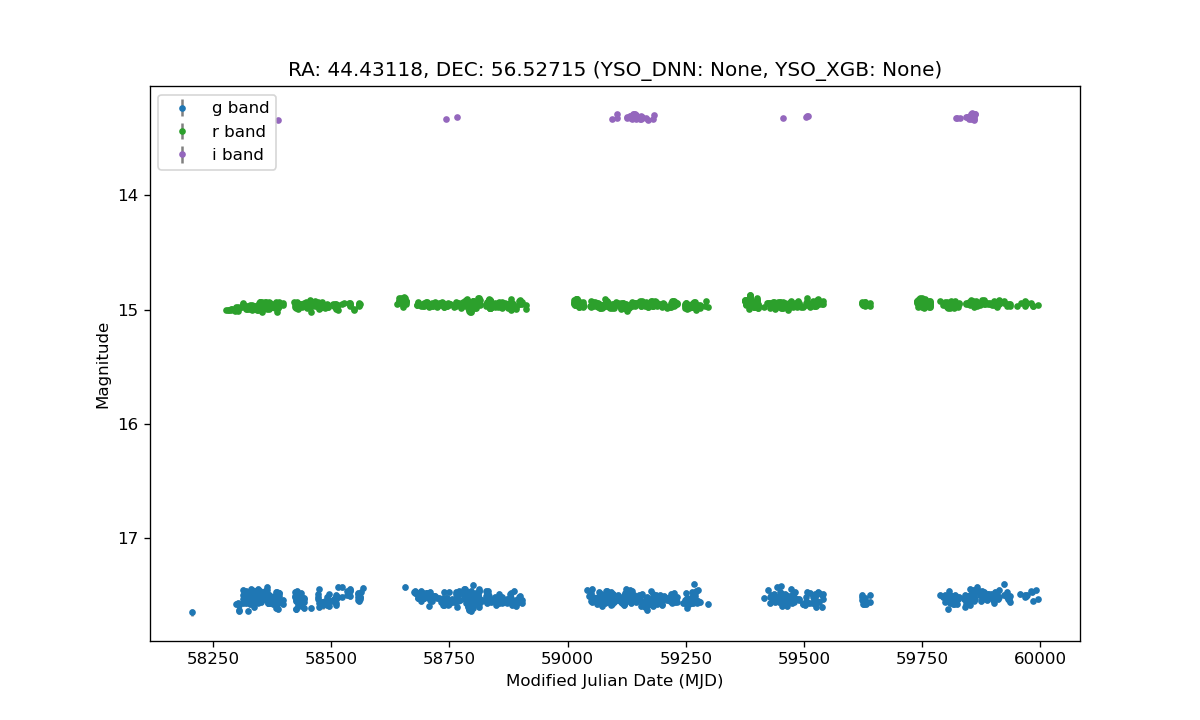 RA: 44.43118, DEC: 56.52715 (YSO_DNN: None, YSO_XGB: None)
g band
r band
i band
14
15
16
17
Magnitude
58250 58500 58750 59000 59250 59500 59750 60000
Modified Julian Date (MJD)